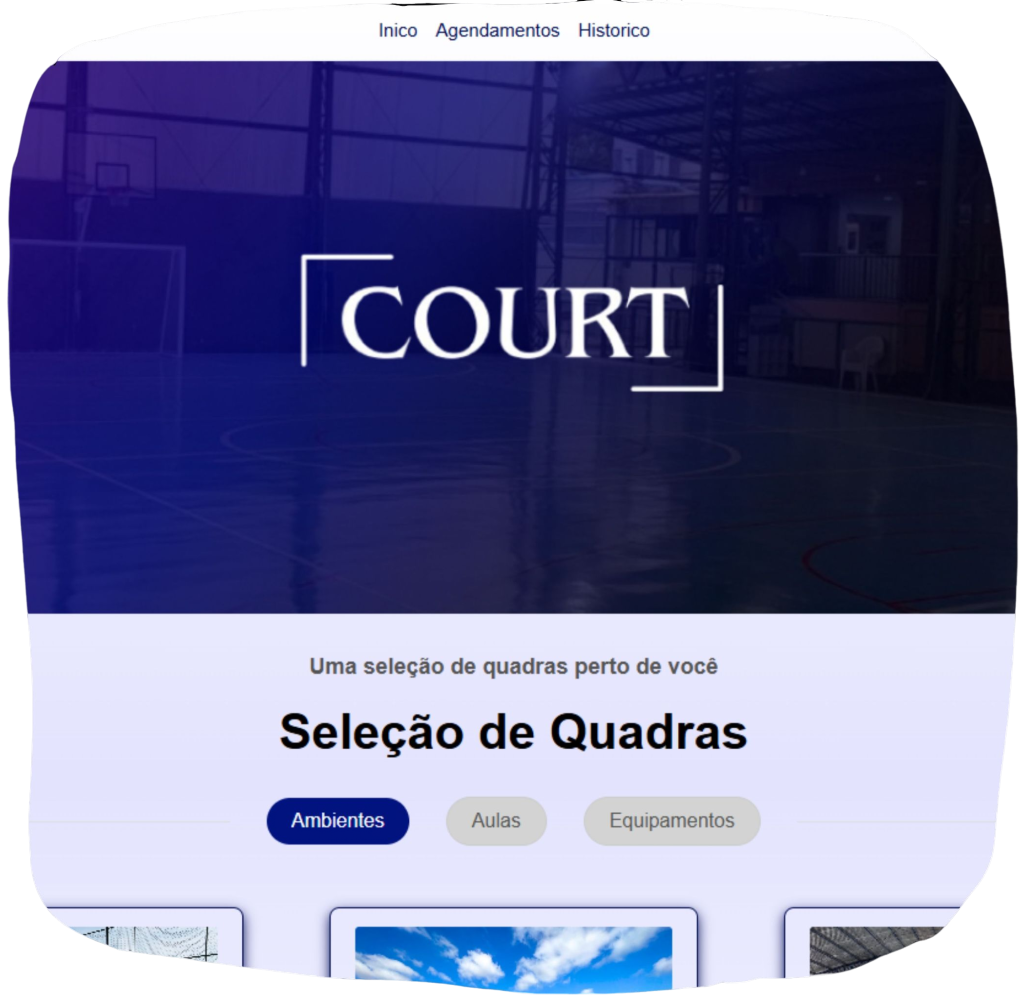 Inico Agendamentos Historico
COURT
Uma seleção de quadras perto de você
Seleção de Quadras
Ambientes Aulas Equipamentos